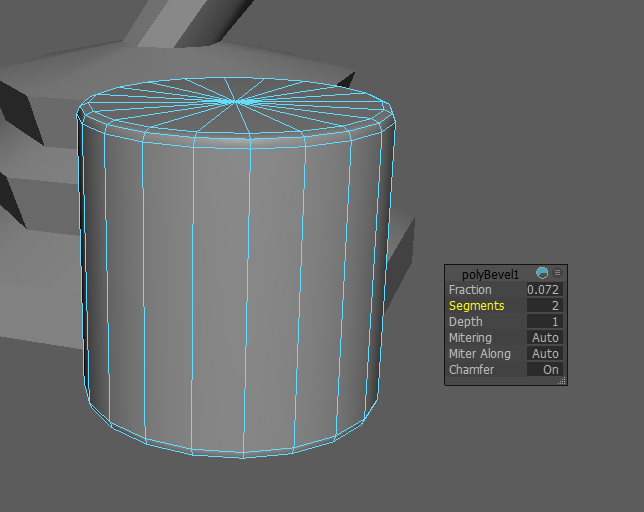 polyBevel1
Fraction 0.072
Segments 2
Depth 1
Mitering Auto
Miter Along Auto
Chamfer On